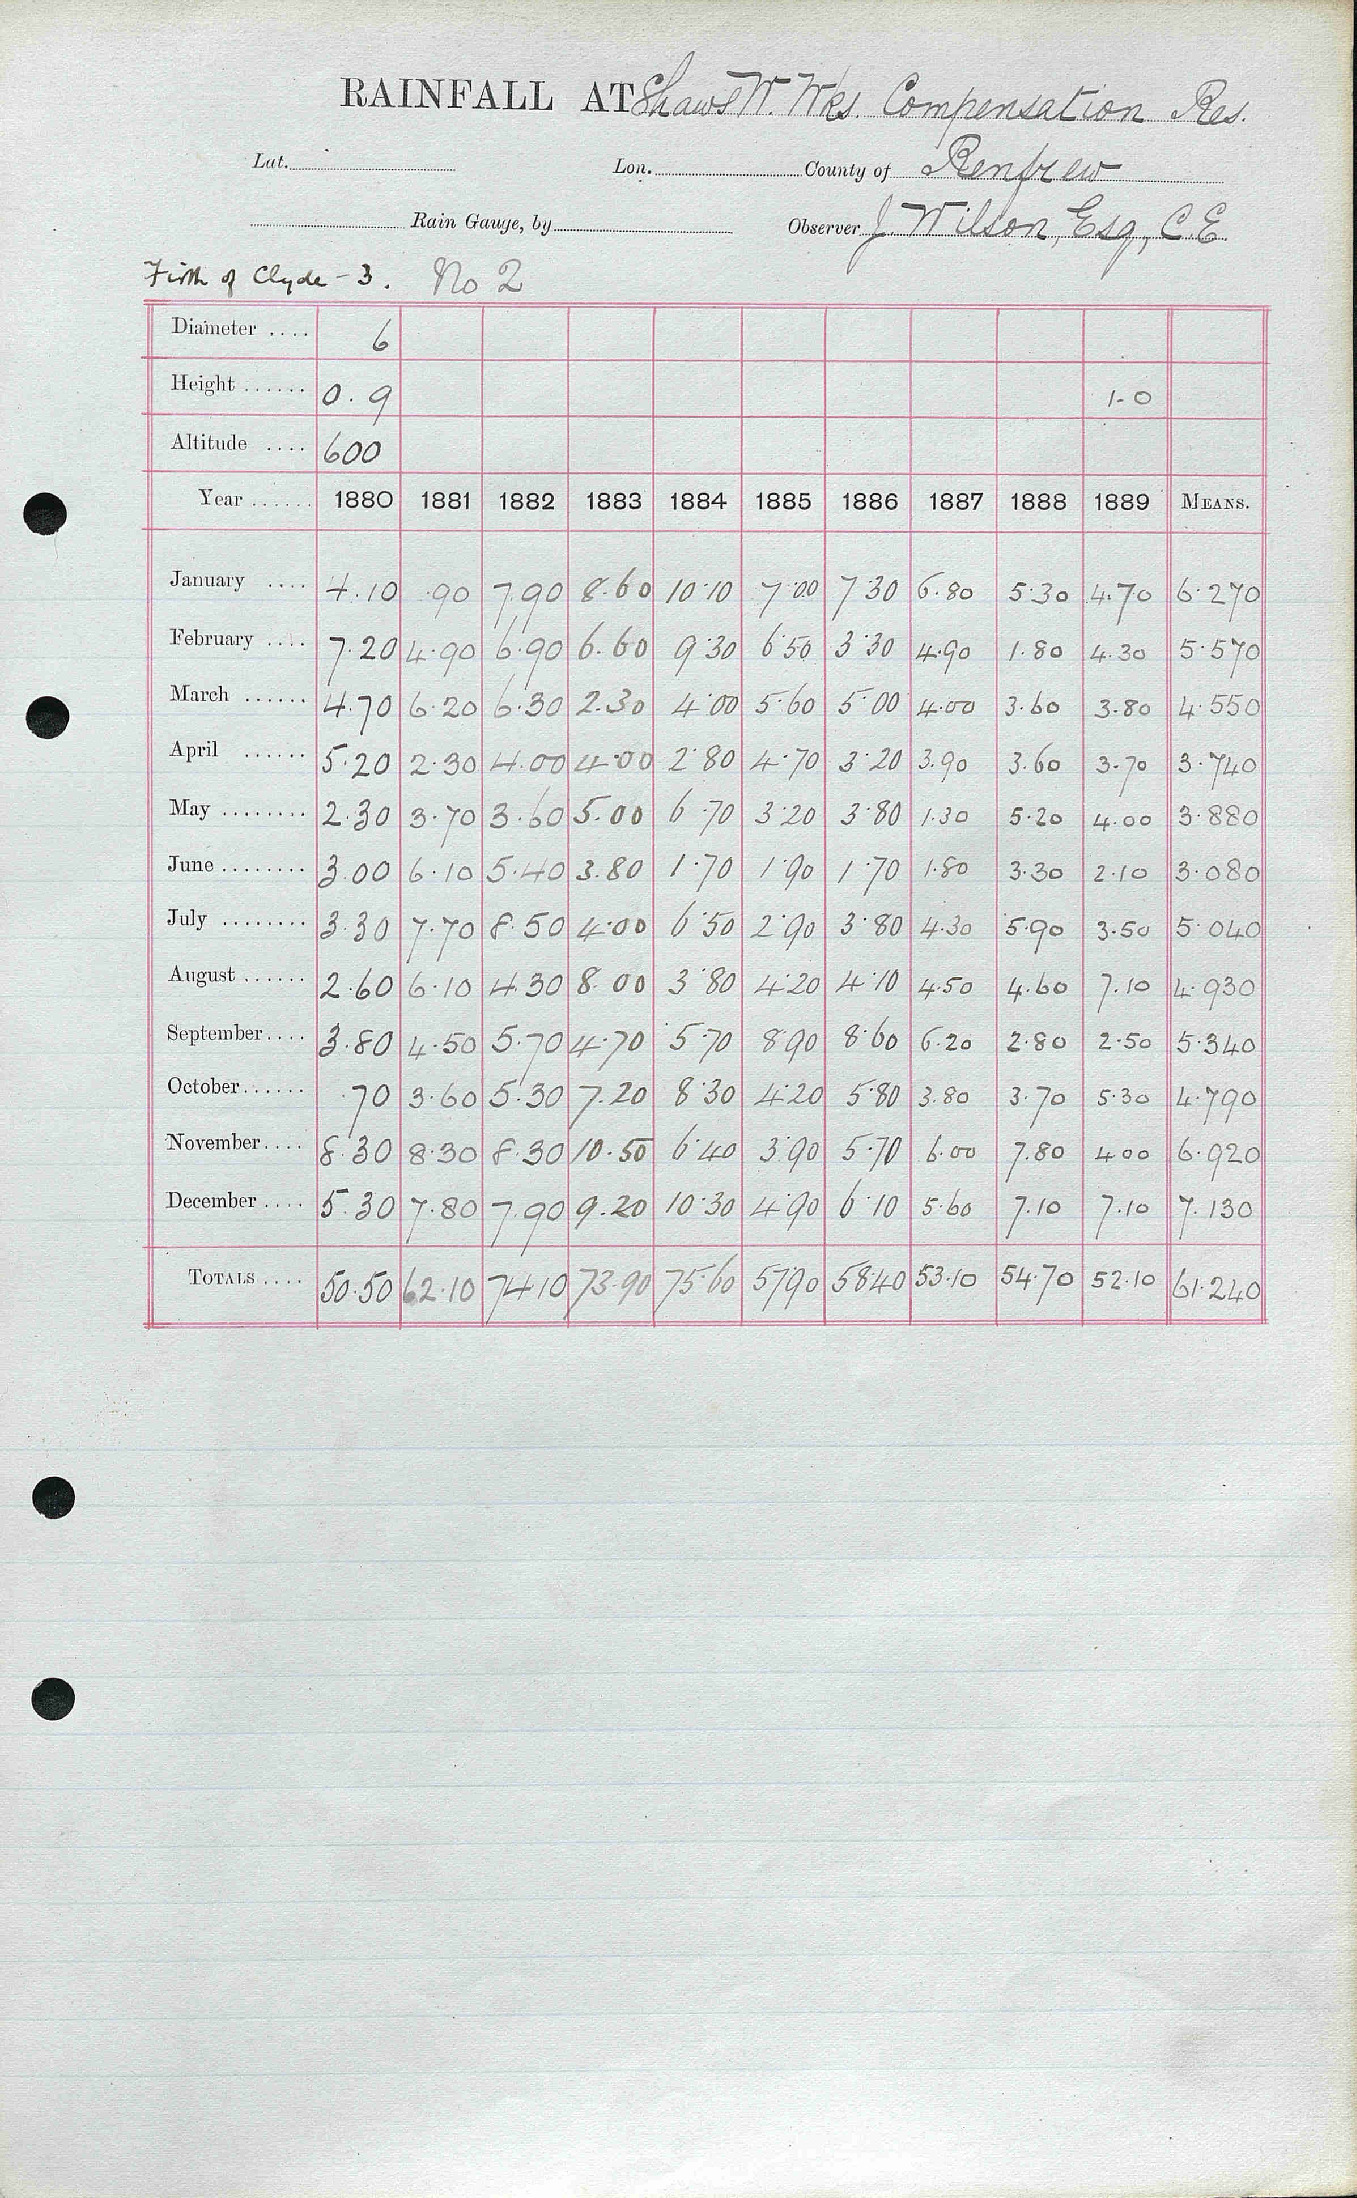 RAINFALL AT Shaws W. Wks. Compensation Res.
Lat. Lon. County of Renfrew
Rain Gauge, by Observer J. Wilson, Esq, C.E
Firth of Clyde - 3. No 2
Diameter .... 6
Height ...... 0.9 1-0
Altitude .... 600
Year ...... 1880 1881 1882 1883 1884 1885 1886 1887 1888 1889 MEANS.
January .... 4.10 .90 7.90 8.60 10.10 7.00 7.30 6.80 5.30 4.70 6.270
February .... 7.20 4.90 6.90 6.60 9.30 6.50 3.30 4.90 1.80 4.30 5.570
March ...... 4.70 6.20 6.30 2.30 4.00 5.60 5.00 4.00 3.60 3.80 4.550
April ...... 5.20 2.30 4.00 4.00 2.80 4.70 3.20 3.90 3.60 3.70 3.740
May ........ 2.30 3.70 3.60 5.00 6.70 3.20 3.80 1.30 5.20 4.00 3.880
June ........ 3.00 6.10 5.40 3.80 1.70 1.90 1.70 1.80 3.30 2.10 3.080
July ........ 3.30 7.70 8.50 4.00 6.50 2.90 3.80 4.30 5.90 3.50 5.040
August ...... 2.60 6.10 4.30 8.00 3.80 4.20 4.10 4.50 4.60 7.10 4.930
September .... 3.80 4.50 5.70 4.70 5.70 8.90 8.60 6.20 2.80 2.50 5.340
October ...... .70 3.60 5.30 7.20 8.30 4.20 5.80 3.80 3.70 5.30 4.790
November .... 8.30 8.30 8.30 10.50 6.40 3.90 5.70 6.00 7.80 4.00 6.920
December .... 5.30 7.80 7.90 9.20 10.30 4.90 6.10 5.60 7.10 7.10 7.130
TOTALS .... 50.50 62.10 74.10 73.90 75.60 57.90 58.40 53.10 54.70 52.10 61.240